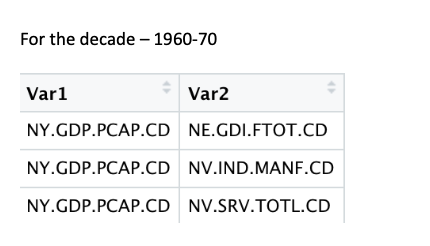 For the decade – 1960-70
Var1 Var2
NY.GDP.PCAP.CD NE.GDI.FTOT.CD
NY.GDP.PCAP.CD NV.IND.MANF.CD
NY.GDP.PCAP.CD NV.SRV.TOTL.CD